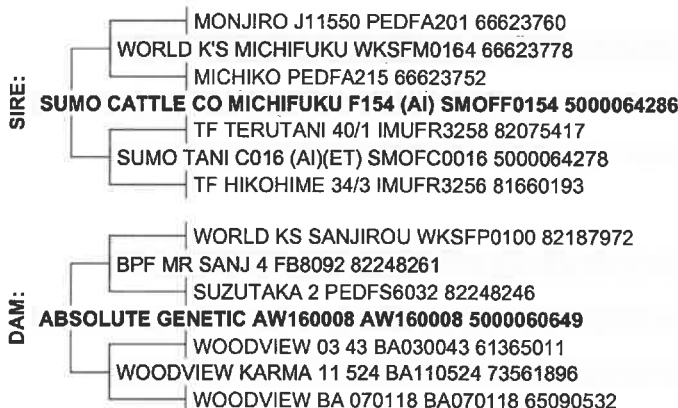 MONJIRO J11550 PEDFA201 66623760
WORLD K'S MICHIFUKU WKSFM0164 66623778
MICHIKO PEDFA215 66623752
SIRE:
SUMO CATTLE CO MICHIFUKU F154 (AI) SMOFF0154 5000064286
TF TERUTANI 40/1 IMUFR3258 82075417
SUMO TANI C016 (AI)(ET) SMOFC0016 5000064278
TF HIKOHIME 34/3 IMUFR3256 81660193
WORLD KS SANJIROU WKSFP0100 82187972
BPF MR SANJ 4 FB8092 82248261
SUZUTAKA 2 PEDFS6032 82248246
DAM:
ABSOLUTE GENETIC AW160008 AW160008 5000060649
WOODVIEW 03 43 BA030043 61365011
WOODVIEW KARMA 11 524 BA110524 73561896
WOODVIEW BA 070118 BA070118 65090532